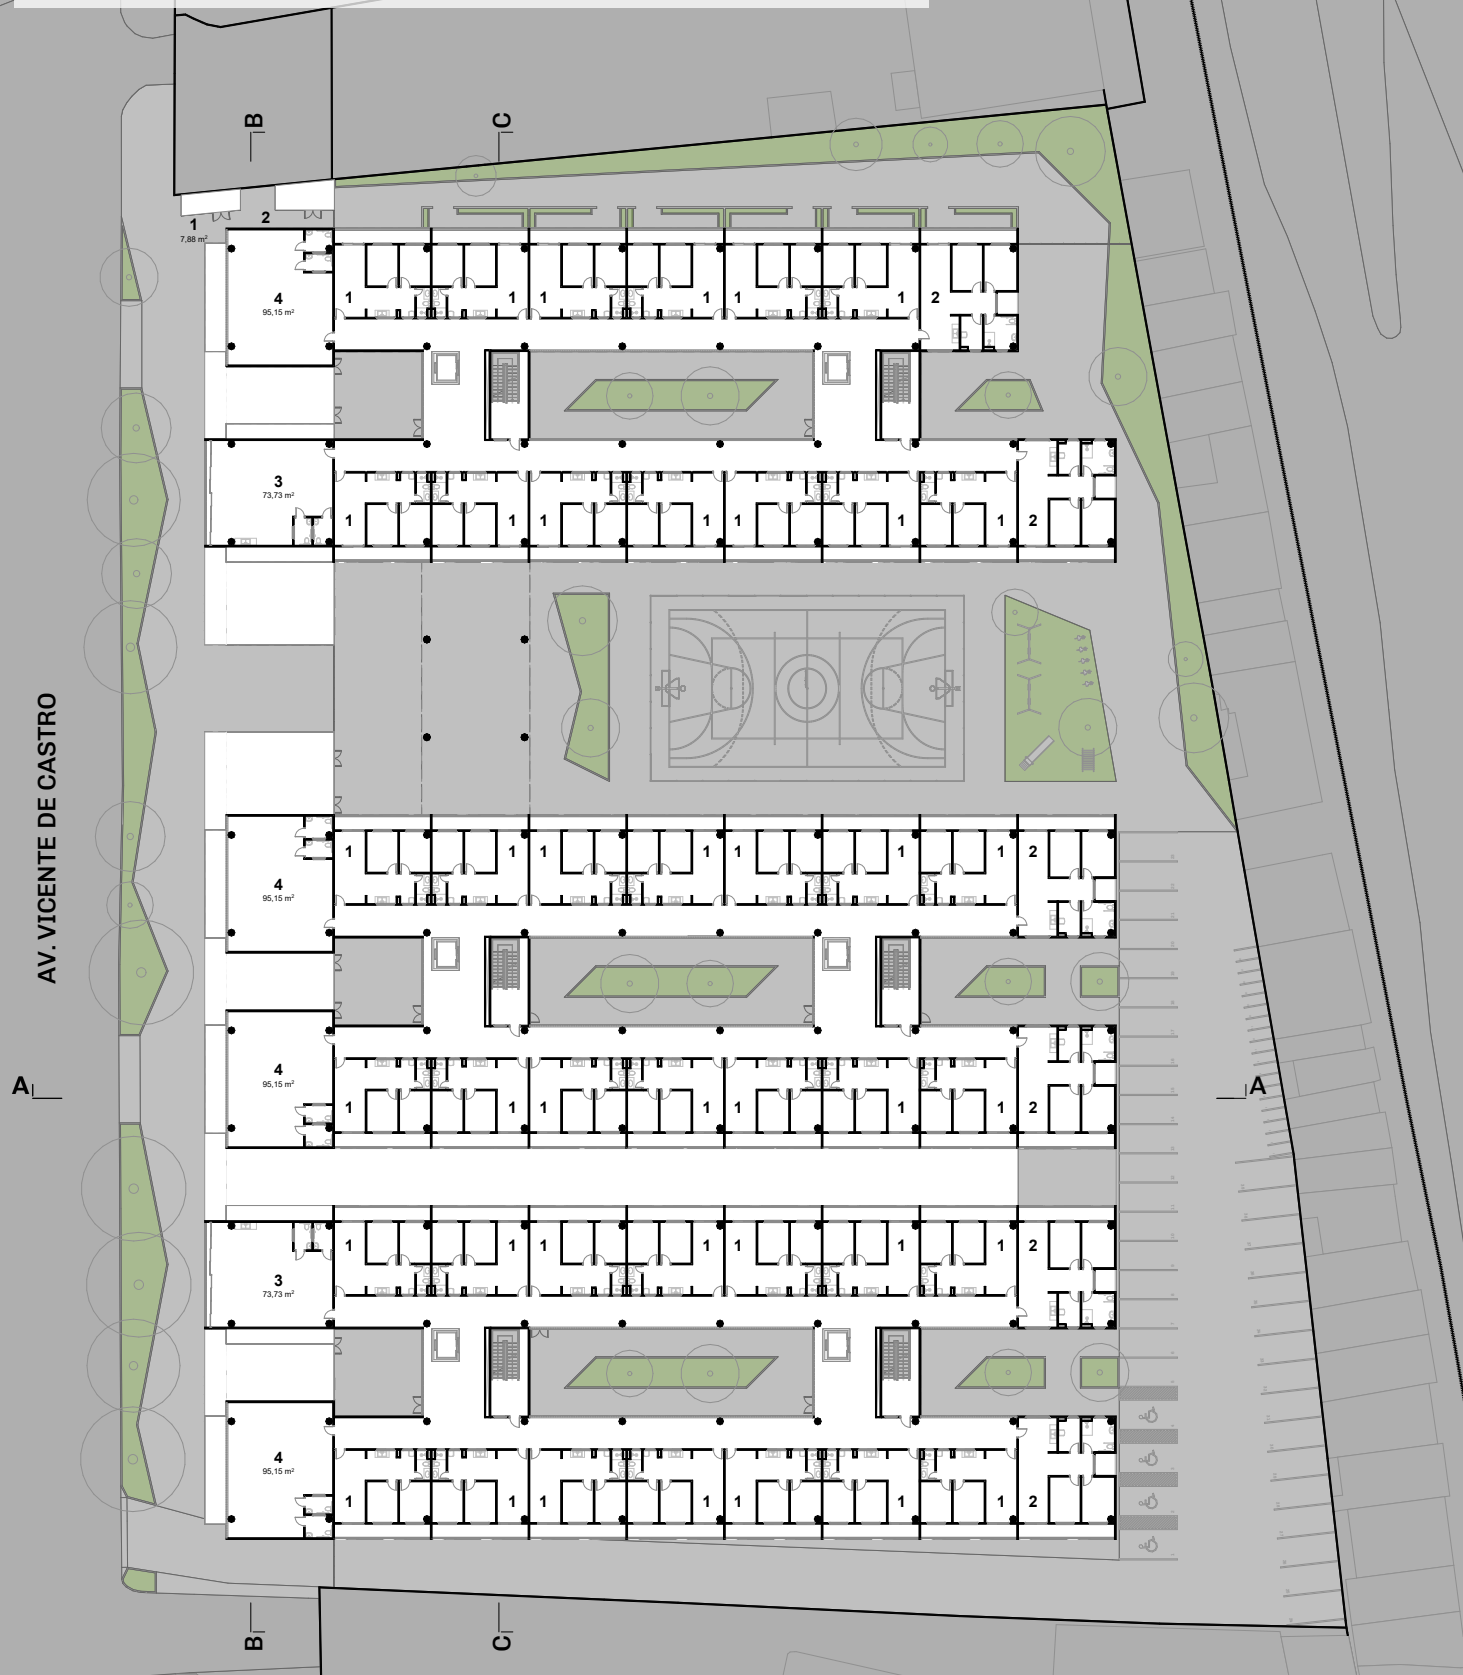 B C
1 2
7,88 m²
4
95,15 m²
1 1 1 1 1 1 2
3
73,73 m²
1 1 1 1 1 1 1 2
AV. VICENTE DE CASTRO
4
95,15 m²
1 1 1 1 1 1 1 2
4
95,15 m²
A A
1 1 1 1 1 1 1 2
3
73,73 m²
1 1 1 1 1 1 1 2
4
95,15 m²
1 1 1 1 1 1 1 2
B C